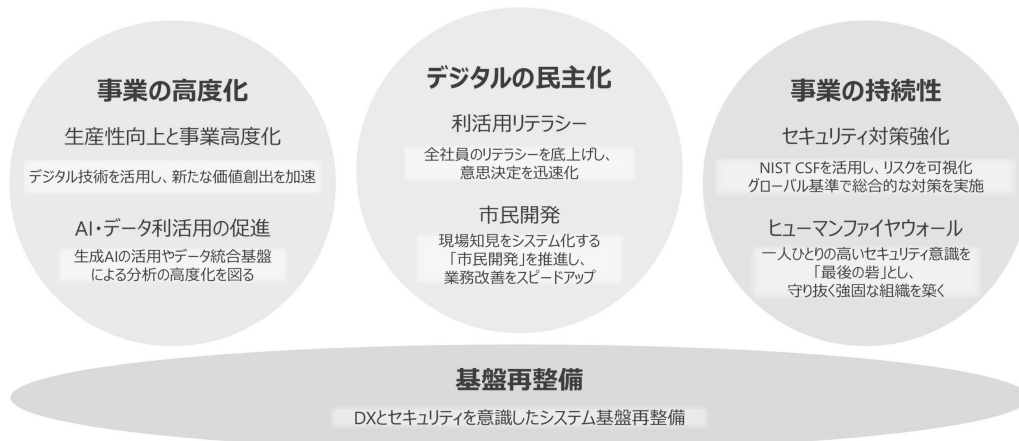 事業の高度化
生産性向上と事業高度化
デジタル技術を活用し、新たな価値創出を加速
AI・データ利活用の促進
生成AIの活用やデータ統合基盤
による分析の高度化を図る
デジタルの民主化
利活用リテラシー
全社員のリテラシーを底上げし、
意思決定を迅速化
市民開発
現場知見をシステム化する
「市民開発」を推進し、
業務改善をスピードアップ
事業の持続性
セキュリティ対策強化
NIST CSFを活用し、リスクを可視化
グローバル基準で総合的な対策を実施
ヒューマンファイヤウォール
一人ひとりの高いセキュリティ意識を
「最後の砦」とし、
守り抜く強固な組織を築く
基盤再整備
DXとセキュリティを意識したシステム基盤再整備